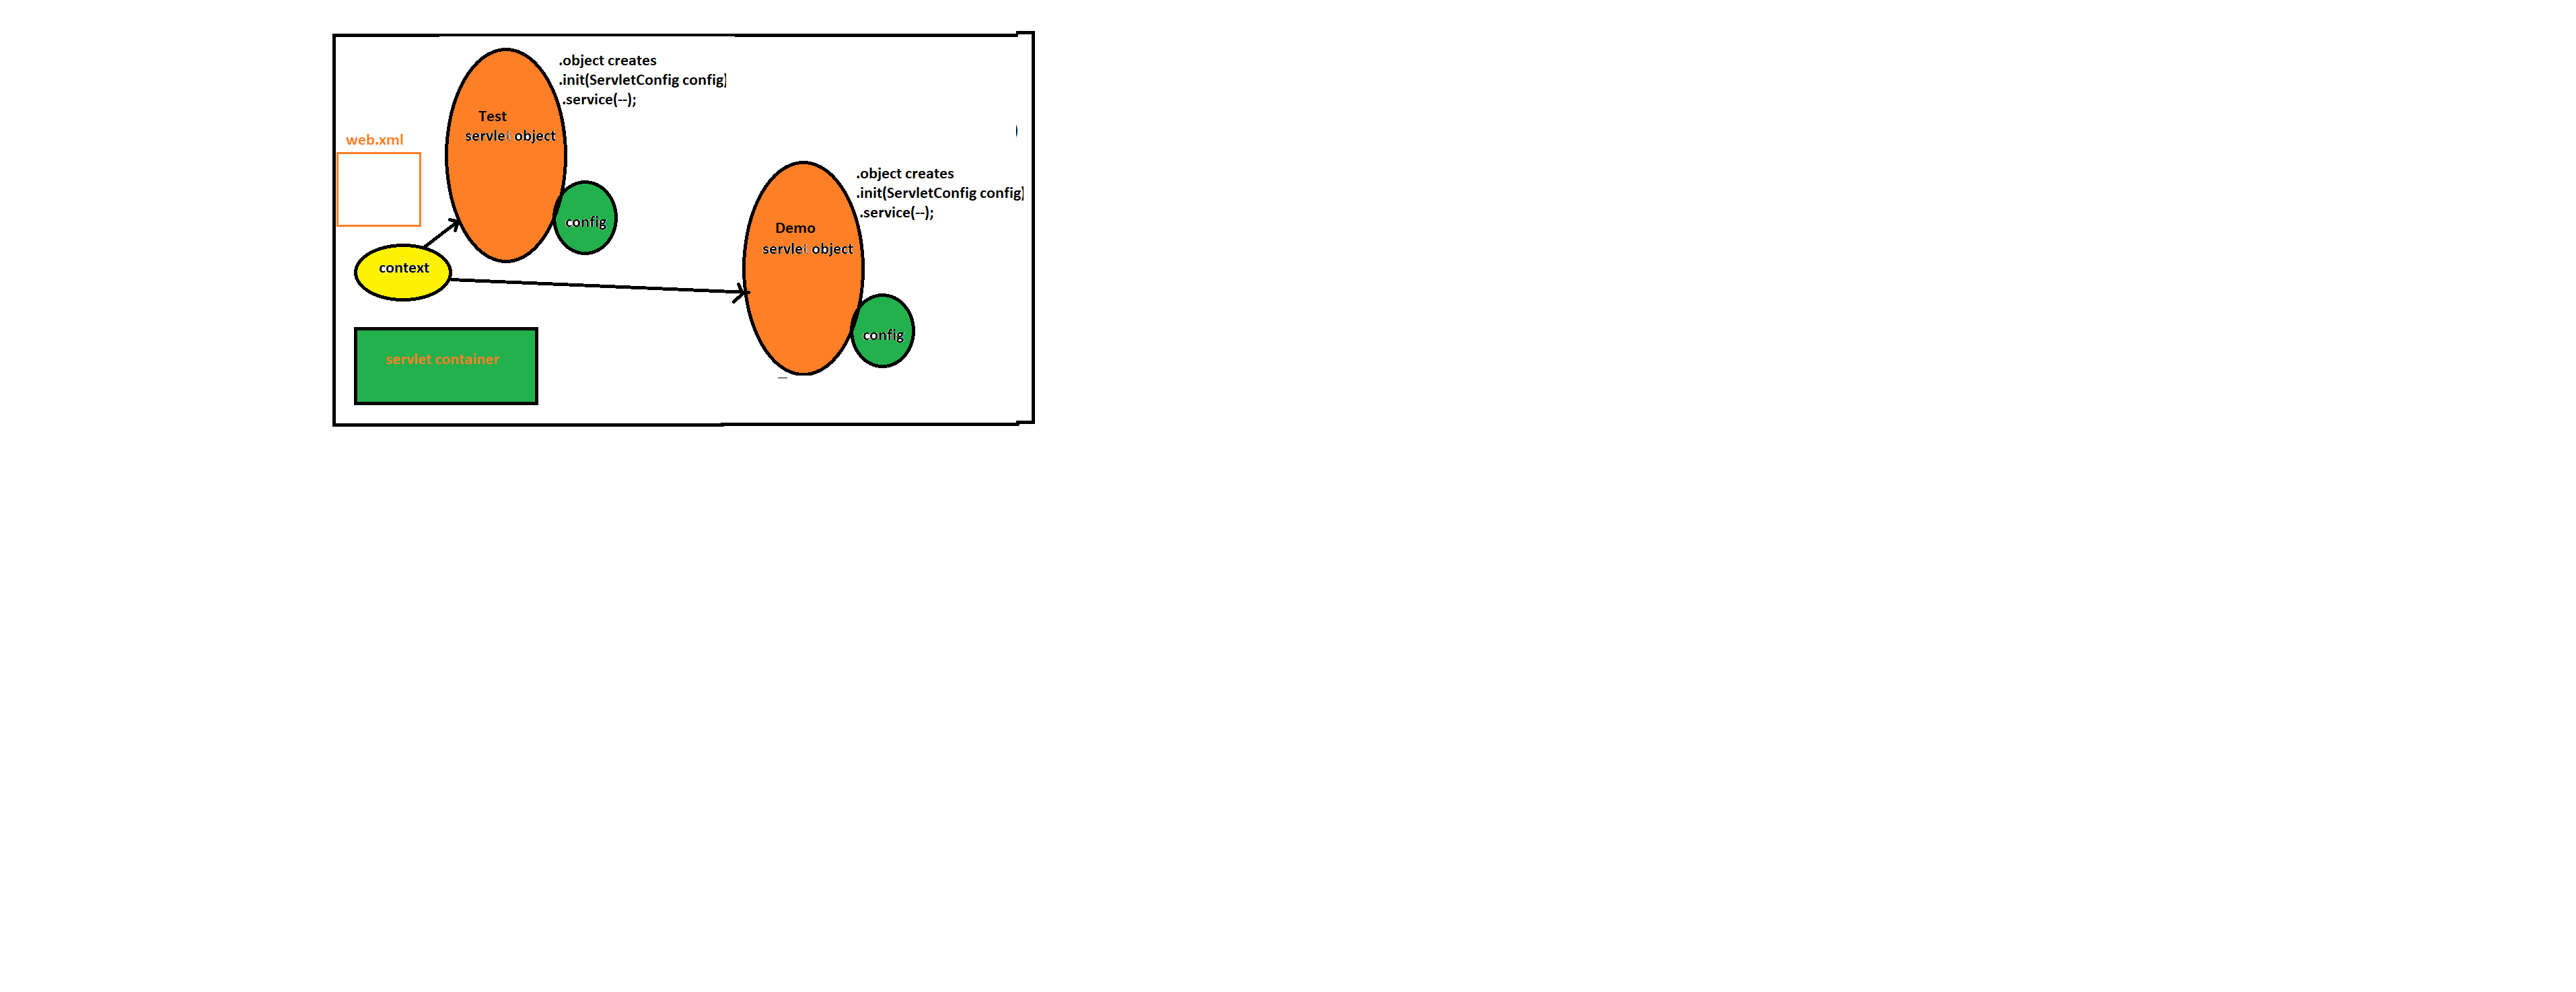 .object creates
.init(ServletConfig config)
.service(--);
Test
servlet object
web.xml
config
context
servlet container
.object creates
.init(ServletConfig config)
.service(--);
Demo
servlet object
config